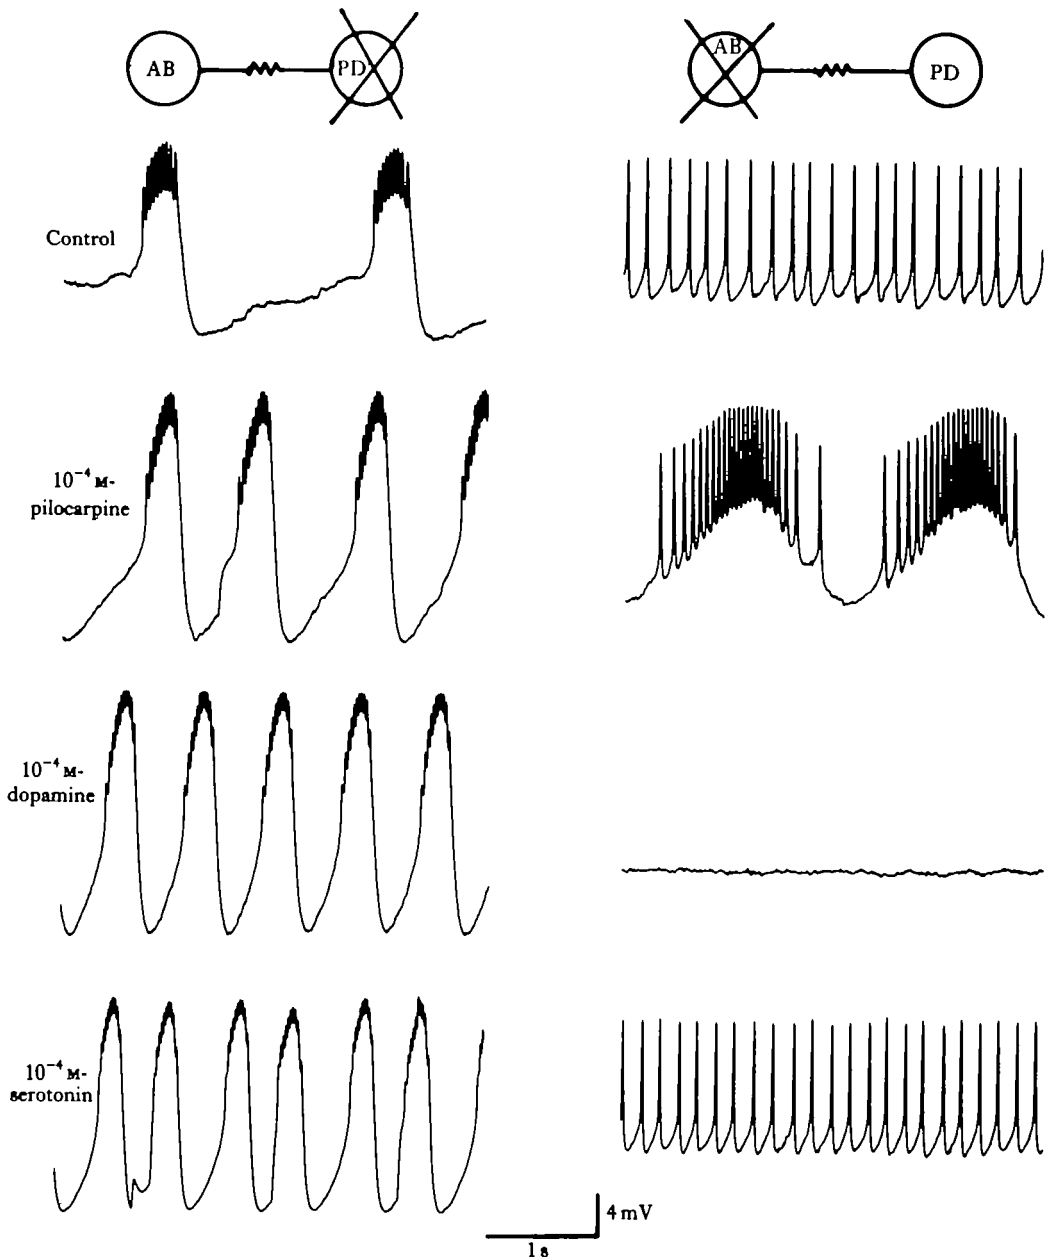 AB PD AB PD
Control
10⁻⁴ M-
pilocarpine
10⁻⁴ M-
dopamine
10⁻⁴ M-
serotonin
4 mV
1 s